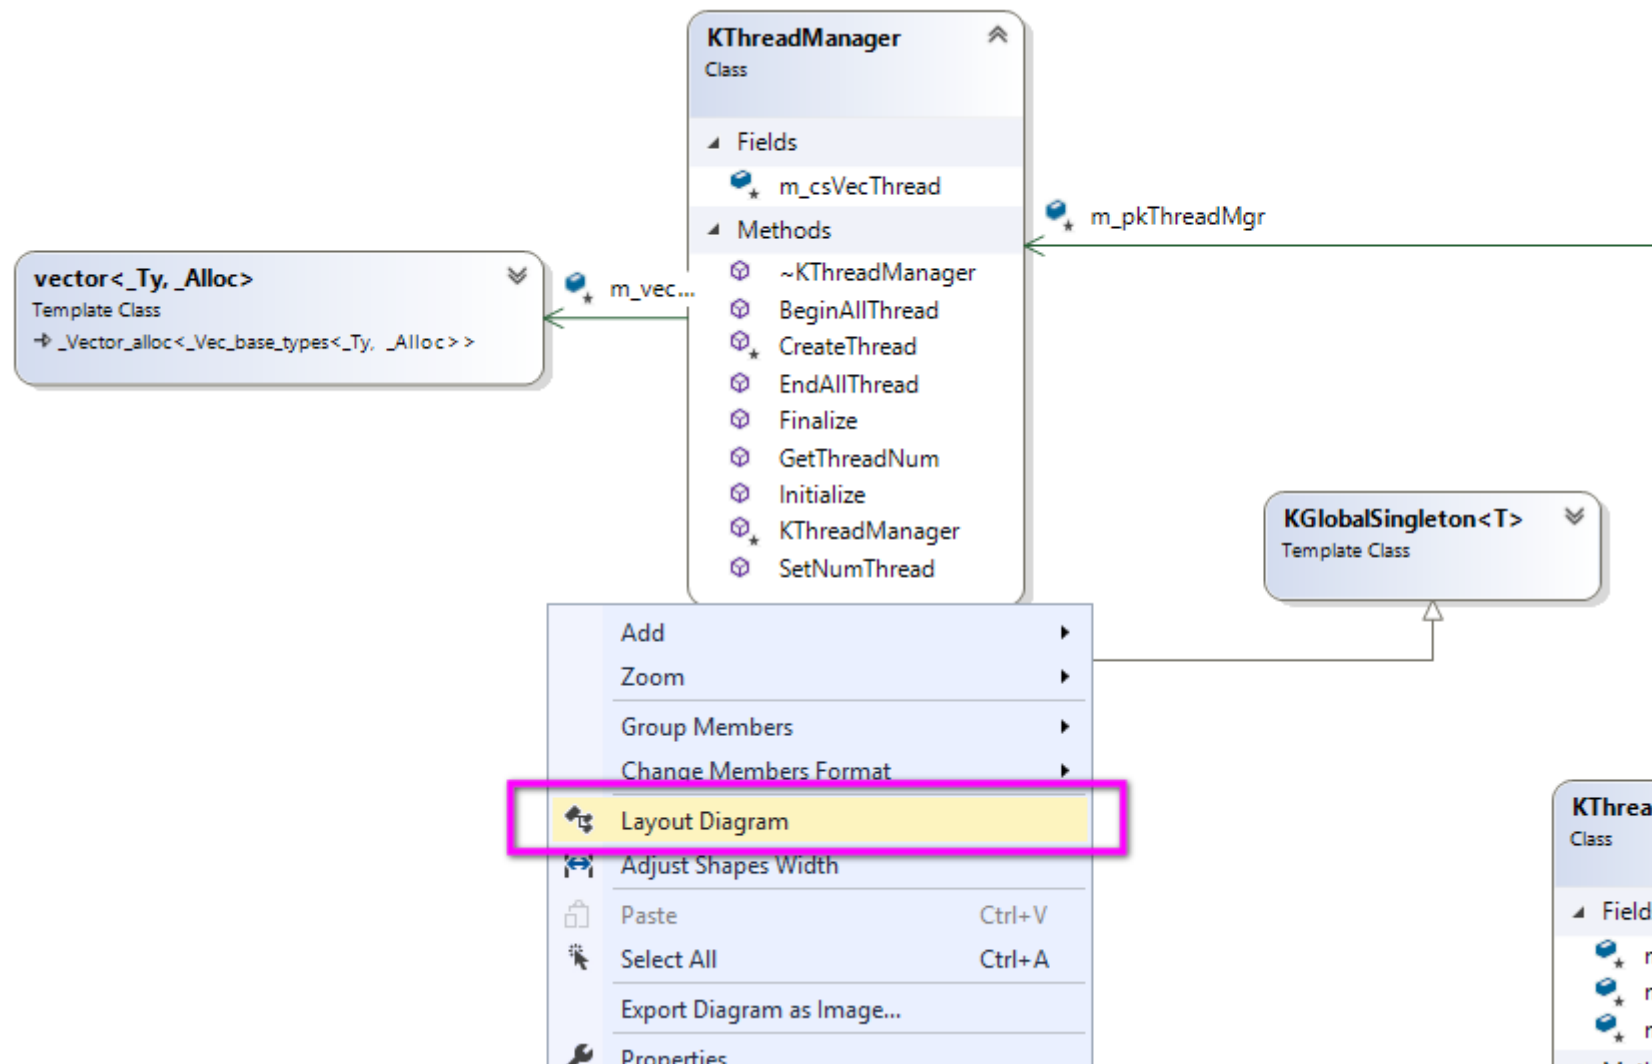 KThreadManager
Class
Fields
m_csVecThread
Methods
~KThreadManager
BeginAllThread
CreateThread
EndAllThread
Finalize
GetThreadNum
Initialize
KThreadManager
SetNumThread
m_pkThreadMgr
vector<_Ty, _Alloc>
Template Class
_Vector_alloc<_Vec_base_types<_Ty, _Alloc>>
m_vec...
KGlobalSingleton<T>
Template Class
Add
Zoom
Group Members
Change Members Format
Layout Diagram
Adjust Shapes Width
Paste Ctrl+V
Select All Ctrl+A
Export Diagram as Image...
Properties
KThrea
Class
Field